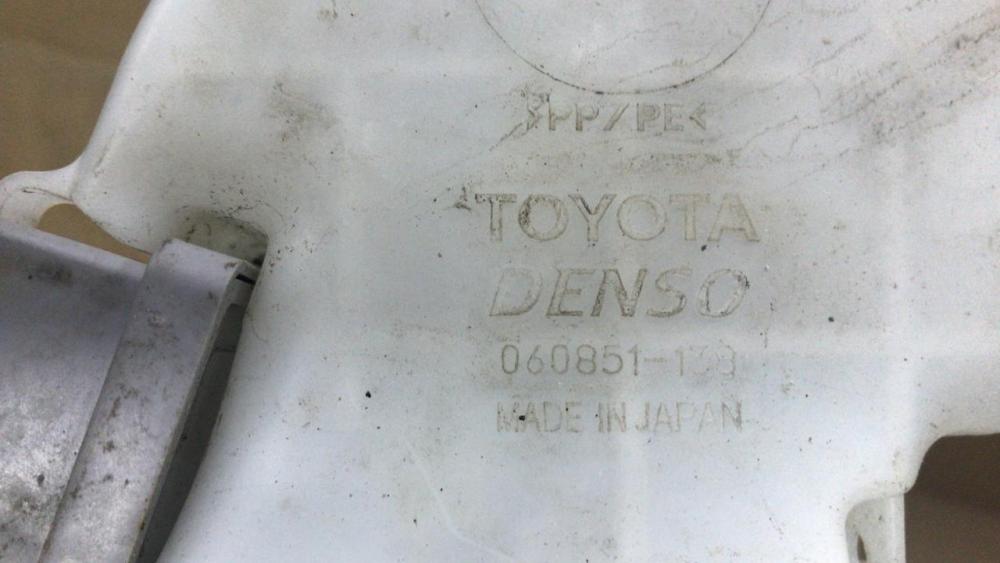 >PP/PE<
TOYOTA
DENSO
MADE IN JAPAN